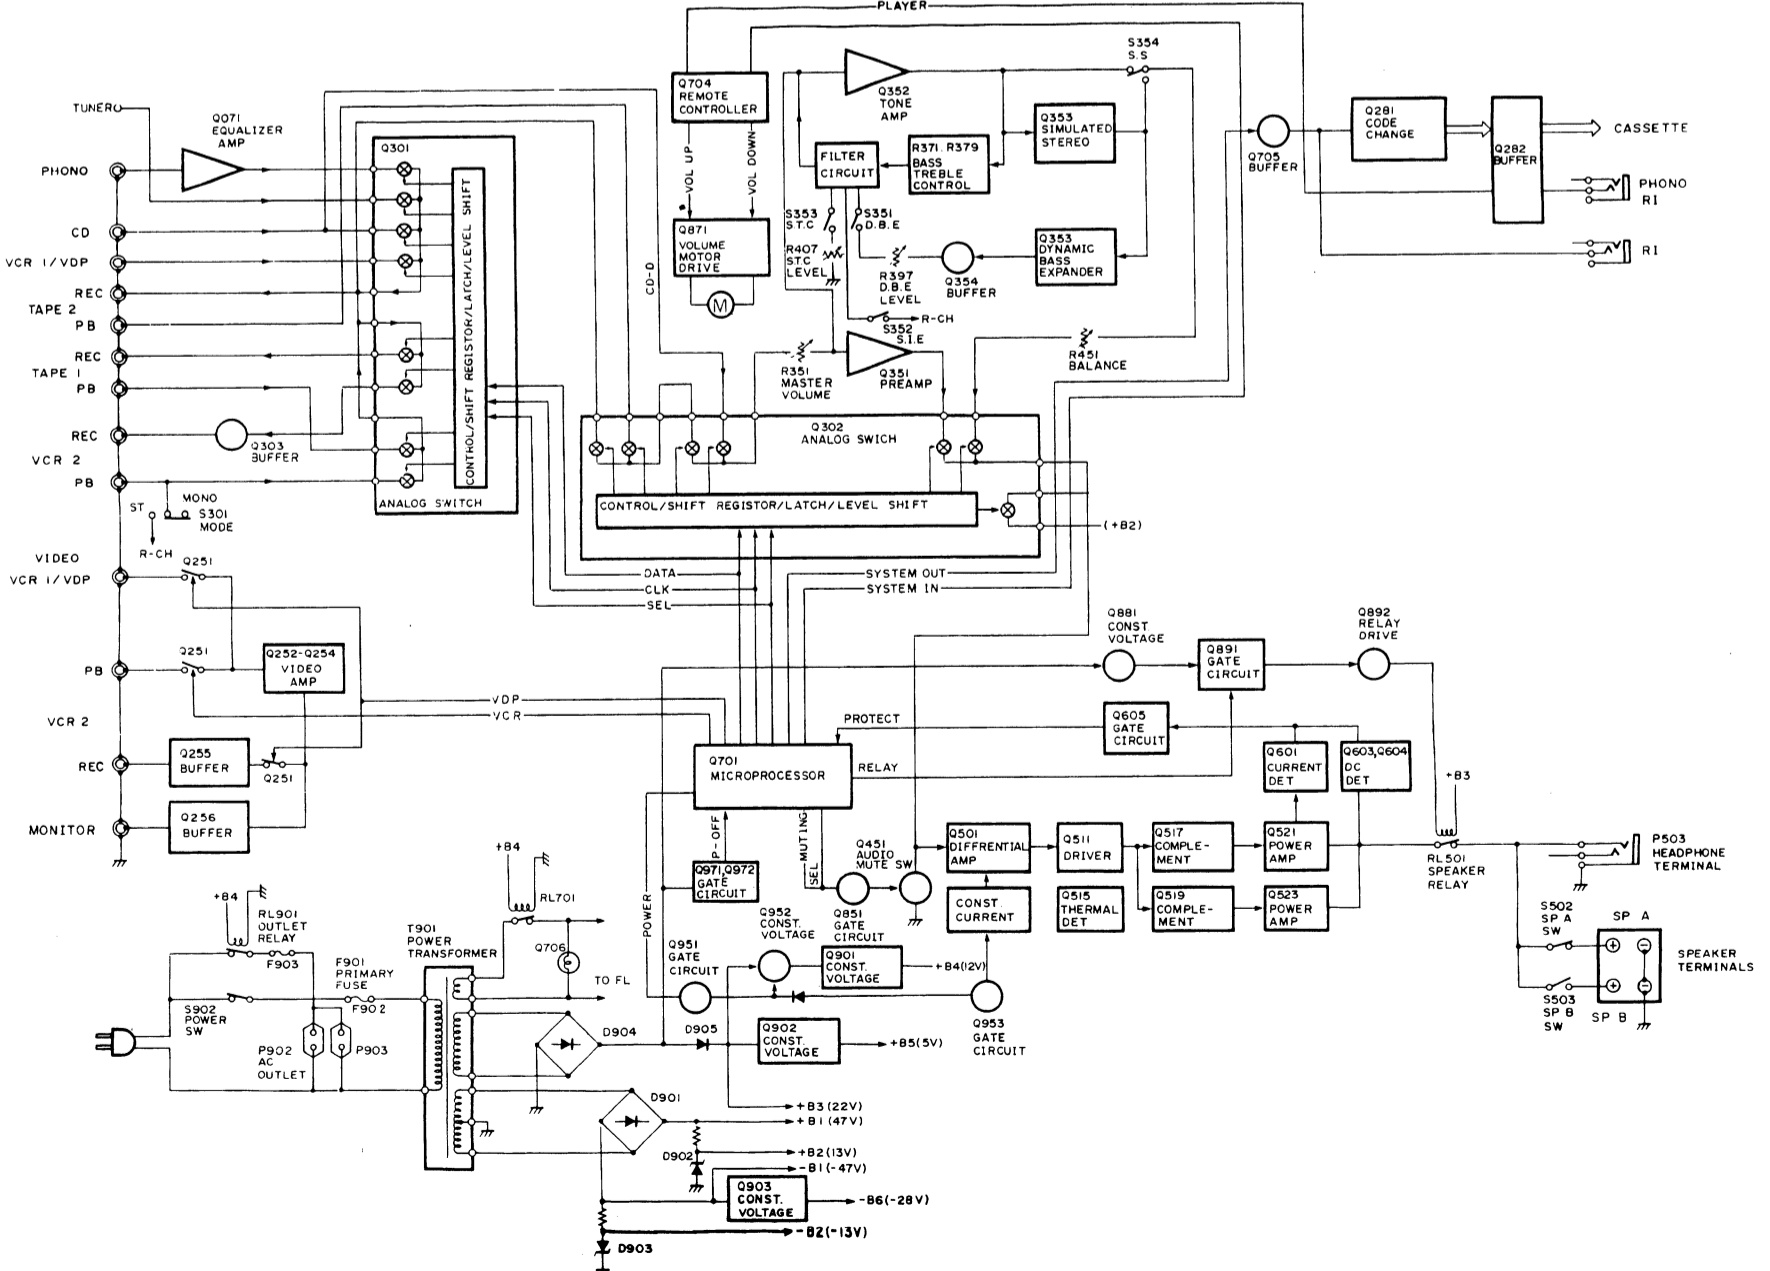 PLAYER
TUNER
Q071
EQUALIZER
AMP
PHONO
CD
VCR 1/VDP
REC
TAPE 2
PB
REC
TAPE 1
PB
REC
VCR 2
PB
Q303
BUFFER
ST
MONO
S301
MODE
R-CH
Q301
CONTROL/SHIFT REGISTOR/LATCH/LEVEL SHIFT
ANALOG SWITCH
CD-D
Q704
REMOTE
CONTROLLER
VOL UP
VOL DOWN
Q871
VOLUME
MOTOR
DRIVE
M
Q352
TONE
AMP
S354
S.S
Q353
SIMULATED
STEREO
FILTER
CIRCUIT
R371. R379
BASS
TREBLE
CONTROL
S353
S.T.C
S351
D.B.E
R407
STC
LEVEL
R397
D.B.E
LEVEL
Q354
BUFFER
Q353
DYNAMIC
BASS
EXPANDER
R-CH
S352
S.I.E
R351
MASTER
VOLUME
Q351
PREAMP
R451
BALANCE
Q705
BUFFER
Q281
CODE
CHANGE
Q282
BUFFER
CASSETTE
PHONO
RI
RI
Q302
ANALOG SWICH
CONTROL/SHIFT REGISTOR/LATCH/LEVEL SHIFT
(+B2)
DATA
CLK
SEL
SYSTEM OUT
SYSTEM IN
VIDEO
VCR 1/VDP
Q251
PB
Q251
Q252-Q254
VIDEO
AMP
VCR 2
VDP
VCR
REC
Q255
BUFFER
Q251
MONITOR
Q256
BUFFER
Q701
MICROPROCESSOR
PROTECT
RELAY
P-OFF
MUTING
SEL
POWER
Q971,Q972
GATE
CIRCUIT
Q881
CONST
VOLTAGE
Q891
GATE
CIRCUIT
Q892
RELAY
DRIVE
Q605
GATE
CIRCUIT
Q601
CURRENT
DET
Q603,Q604
DC
DET
+B3
Q451
AUDIO
MUTE SW
Q501
DIFFRENTIAL
AMP
Q511
DRIVER
Q517
COMPLE-
MENT
Q521
POWER
AMP
CONST.
CURRENT
Q515
THERMAL
DET
Q519
COMPLE-
MENT
Q523
POWER
AMP
RL501
SPEAKER
RELAY
P503
HEADPHONE
TERMINAL
S502
SP A
SW
SP A
SPEAKER
TERMINALS
S503
SP B
SW
SP B
Q851
GATE
CIRCUIT
Q952
CONST.
VOLTAGE
Q951
GATE
CIRCUIT
Q901
CONST.
VOLTAGE
+B4(12V)
Q953
GATE
CIRCUIT
+B4
RL901
OUTLET
RELAY
F903
F901
PRIMARY
FUSE
F902
S902
POWER
SW
P902
AC
OUTLET
P903
T901
POWER
TRANSFORMER
+B4
RL701
Q706
TO FL
D904
D905
Q902
CONST.
VOLTAGE
+B5(5V)
D901
+B3(22V)
+B1(47V)
D902
+B2(13V)
-B1(-47V)
Q903
CONST.
VOLTAGE
-B6(-28V)
-B2(-13V)
D903